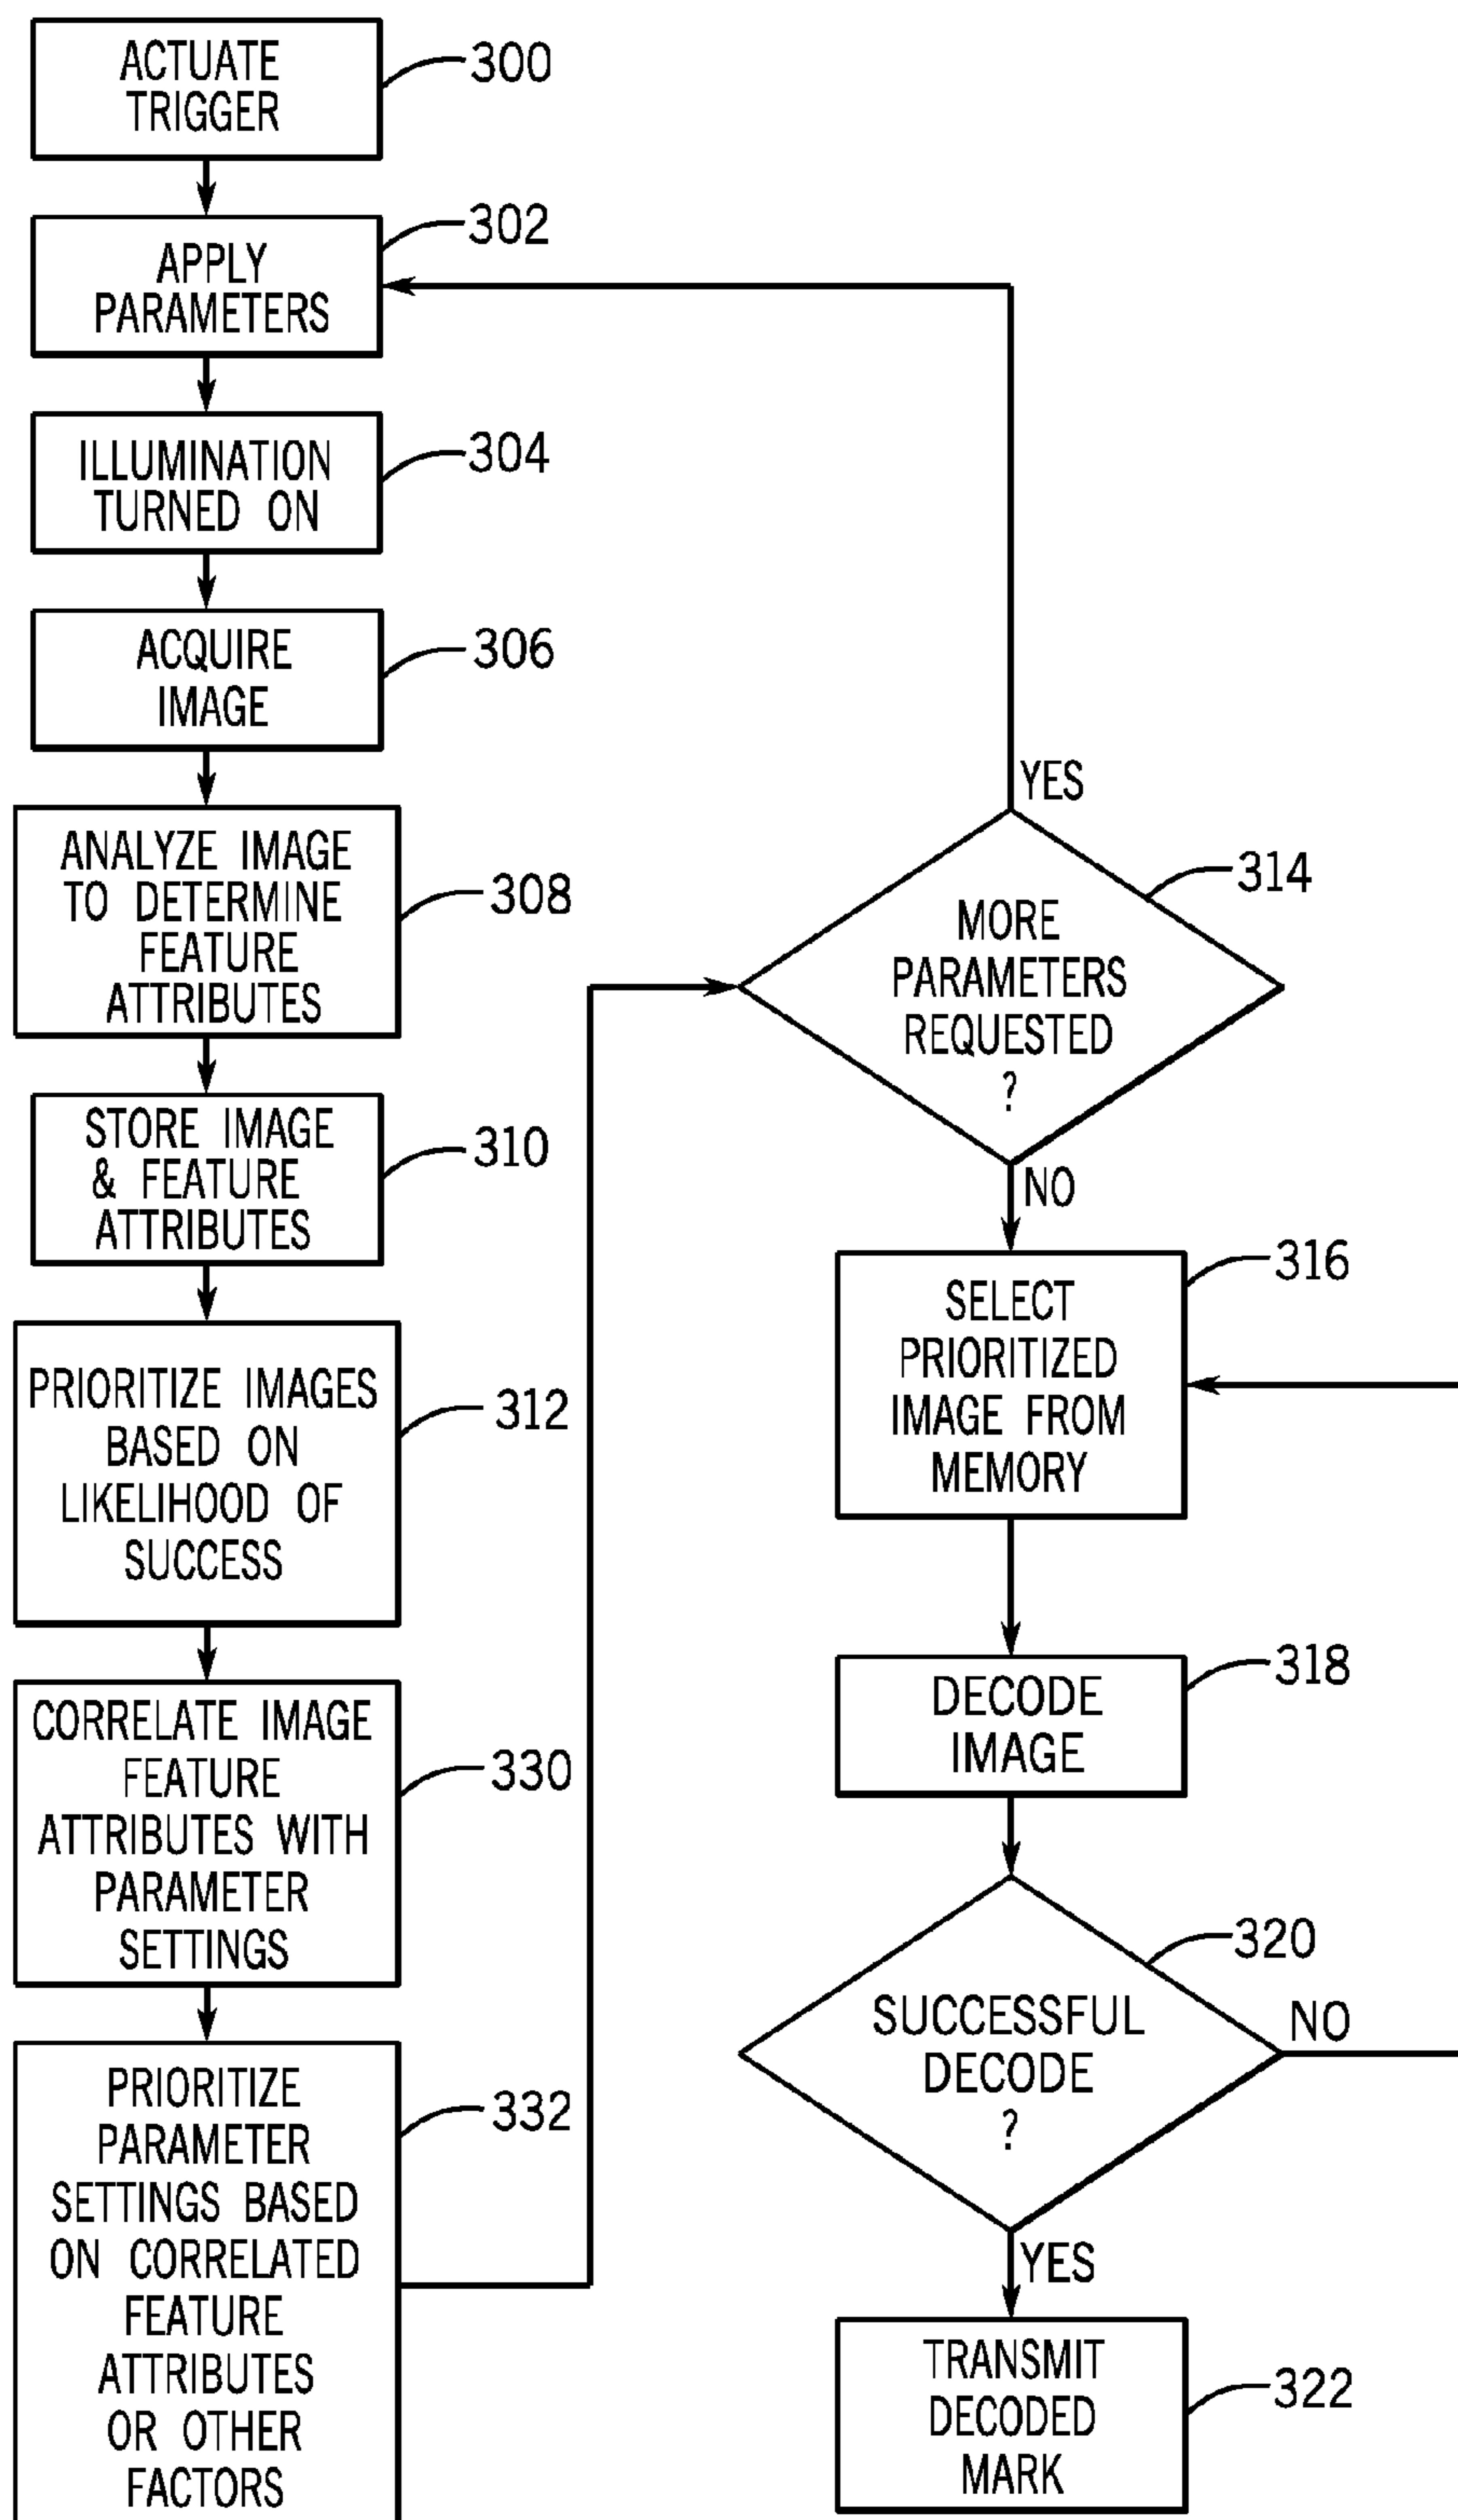 ACTUATE
TRIGGER
300
APPLY
PARAMETERS
302
ILLUMINATION
TURNED ON
304
ACQUIRE
IMAGE
306
ANALYZE IMAGE
TO DETERMINE
FEATURE
ATTRIBUTES
308
STORE IMAGE
& FEATURE
ATTRIBUTES
310
PRIORITIZE IMAGES
BASED ON
LIKELIHOOD OF
SUCCESS
312
CORRELATE IMAGE
FEATURE
ATTRIBUTES WITH
PARAMETER
SETTINGS
330
PRIORITIZE
PARAMETER
SETTINGS BASED
ON CORRELATED
FEATURE
ATTRIBUTES
OR OTHER
FACTORS
332
YES
MORE
PARAMETERS
REQUESTED
?
314
NO
SELECT
PRIORITIZED
IMAGE FROM
MEMORY
316
DECODE
IMAGE
318
SUCCESSFUL
DECODE
?
320
NO
YES
TRANSMIT
DECODED
MARK
322